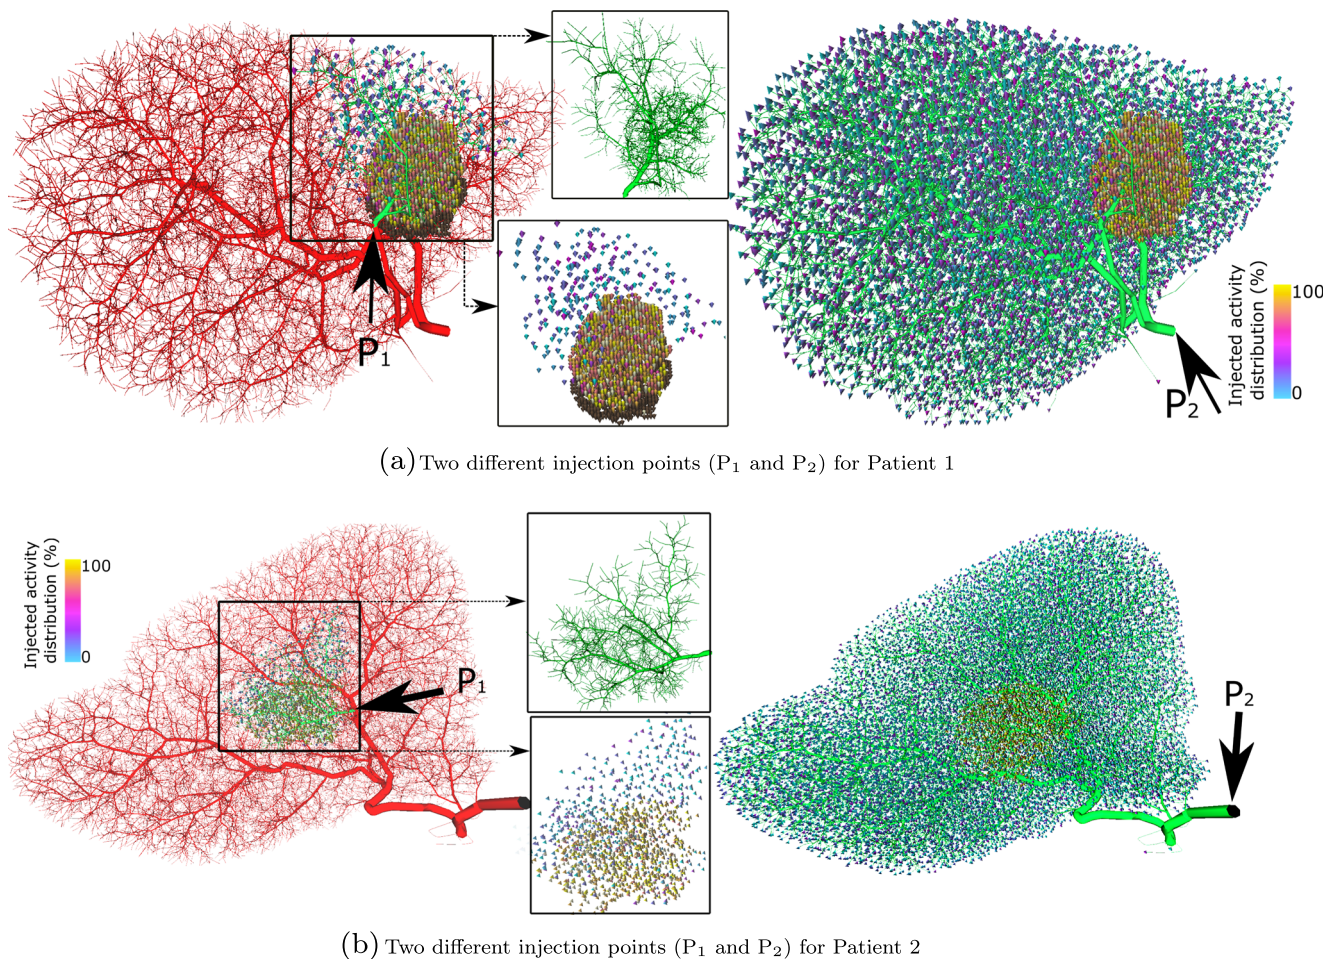 P₁
P₂
Injected activity
distribution (%)
100
0
(a) Two different injection points (P₁ and P₂) for Patient 1
Injected activity
distribution (%)
100
0
P₁
P₂
(b) Two different injection points (P₁ and P₂) for Patient 2